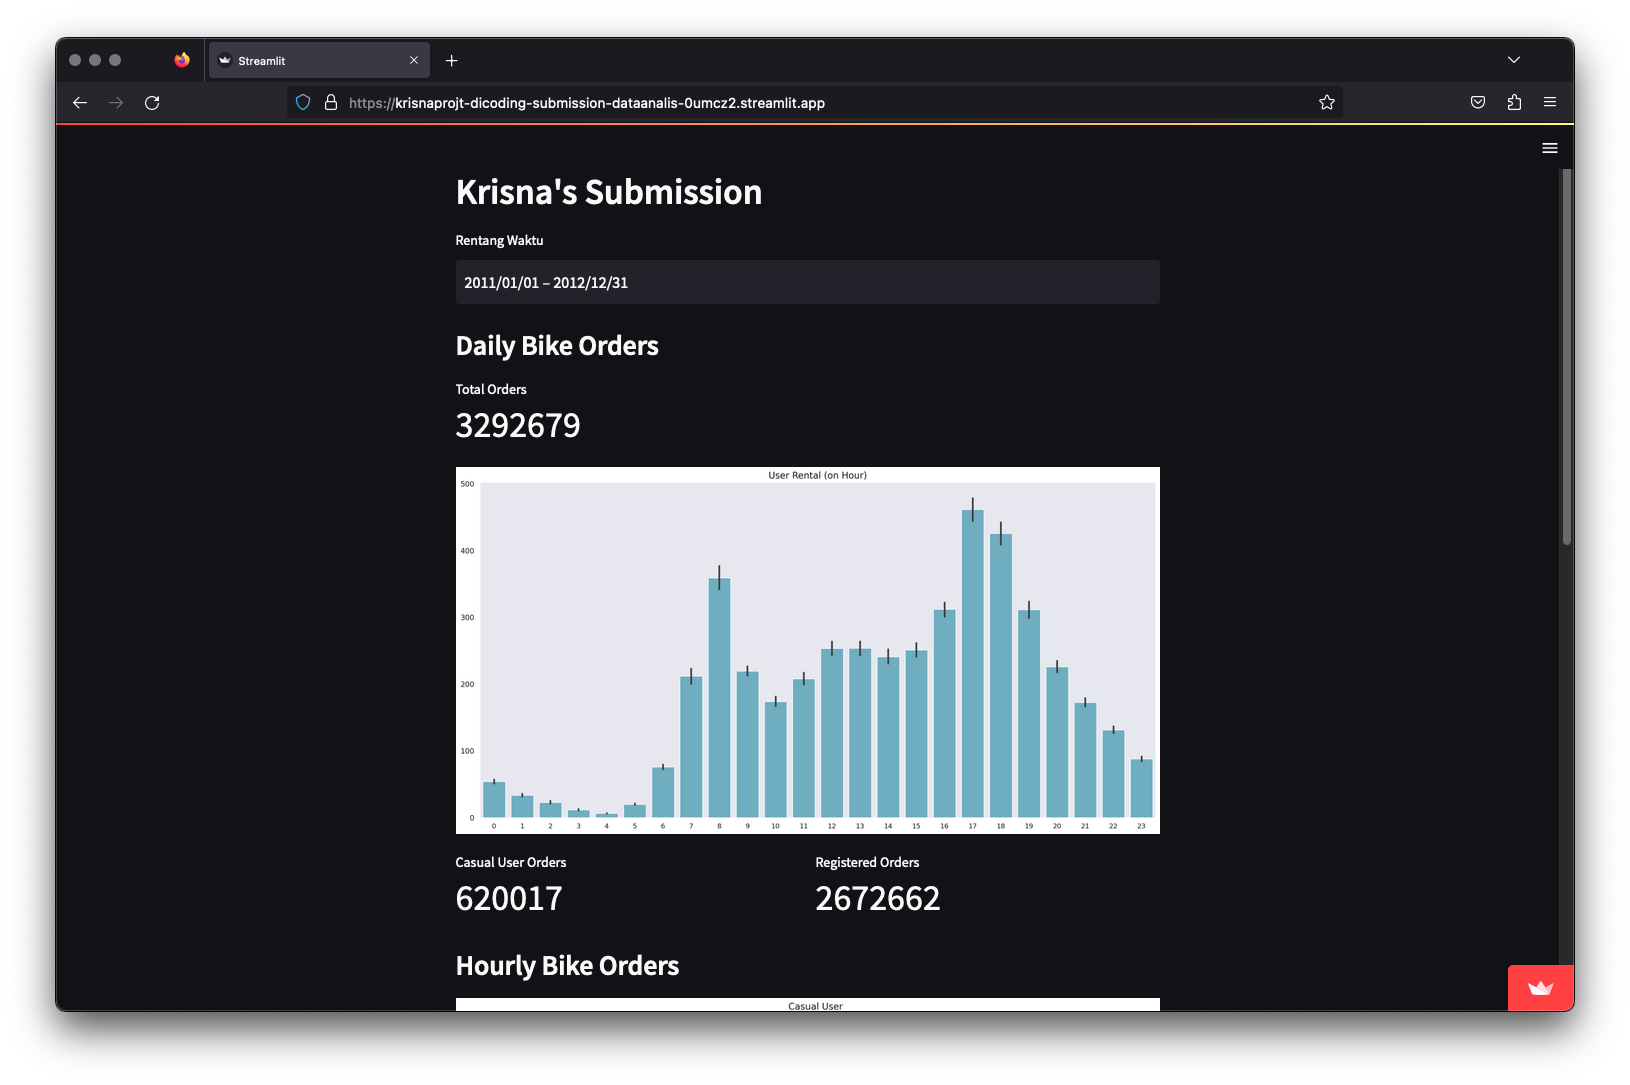 Streamlit
https://krisnaprojt-dicoding-submission-dataanalis-0umcz2.streamlit.app
Krisna's Submission
Rentang Waktu
2011/01/01 – 2012/12/31
Daily Bike Orders
Total Orders
3292679
User Rental (on Hour)
500
400
300
200
100
0
0 1 2 3 4 5 6 7 8 9 10 11 12 13 14 15 16 17 18 19 20 21 22 23
Casual User Orders
Registered Orders
620017
2672662
Hourly Bike Orders
Casual User